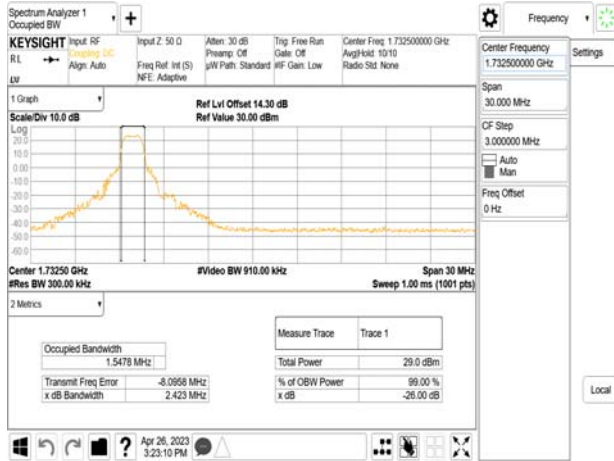 Spectrum Analyzer 1
Occupied BW
Frequency
KEYSIGHT
RL
Input: RF
Coupling: DC
Align: Auto
Input Z: 50 Ω
Freq Ref: Int (S)
NFE: Adaptive
Atten: 30 dB
Preamp: Off
µW Path: Standard
Trig: Free Run
Gate: Off
#IF Gain: Low
Center Freq: 1.732500000 GHz
Avg|Hold: 10/10
Radio Std: None
Center Frequency
1.732500000 GHz
Settings
Span
30.000 MHz
CF Step
3.000000 MHz
Auto
Man
Freq Offset
0 Hz
Local
1 Graph
Scale/Div 10.0 dB
Ref Lvl Offset 14.30 dB
Ref Value 30.00 dBm
Log
20.0
10.0
0.00
-10.0
-20.0
-30.0
-40.0
-50.0
-60.0
Center 1.73250 GHz
#Res BW 300.00 kHz
#Video BW 910.00 kHz
Span 30 MHz
Sweep 1.00 ms (1001 pts)
2 Metrics
Measure Trace Trace 1
Occupied Bandwidth
1.5478 MHz
Total Power 29.0 dBm
Transmit Freq Error -8.0958 MHz
% of OBW Power 99.00 %
x dB Bandwidth 2.423 MHz
x dB -26.00 dB
Apr 26, 2023
3:23:10 PM